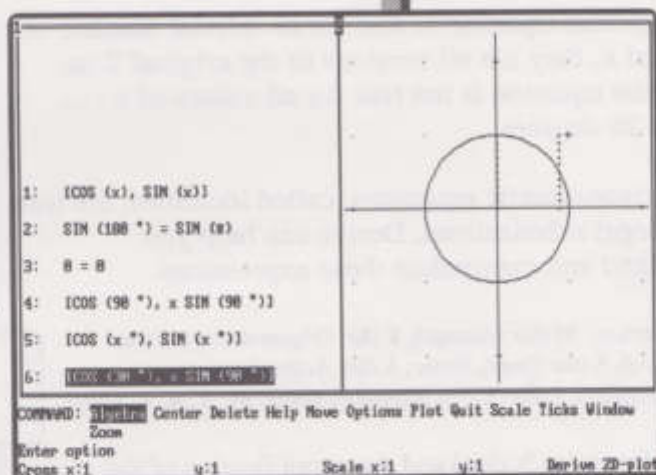 1 2
1: [COS (x), SIN (x)]
2: SIN (180 °) = SIN (0)
3: 0 = 0
4: [COS (90 °), x SIN (90 °)]
5: [COS (x °), SIN (x °)]
6: [COS (90 °), x SIN (90 °)]
COMMAND: Algebra Center Delete Help Move Options Plot Quit Scale Ticks Window
Zoom
Enter option
Cross x:1 y:1 Scale x:1 y:1 Derive 2D-plot